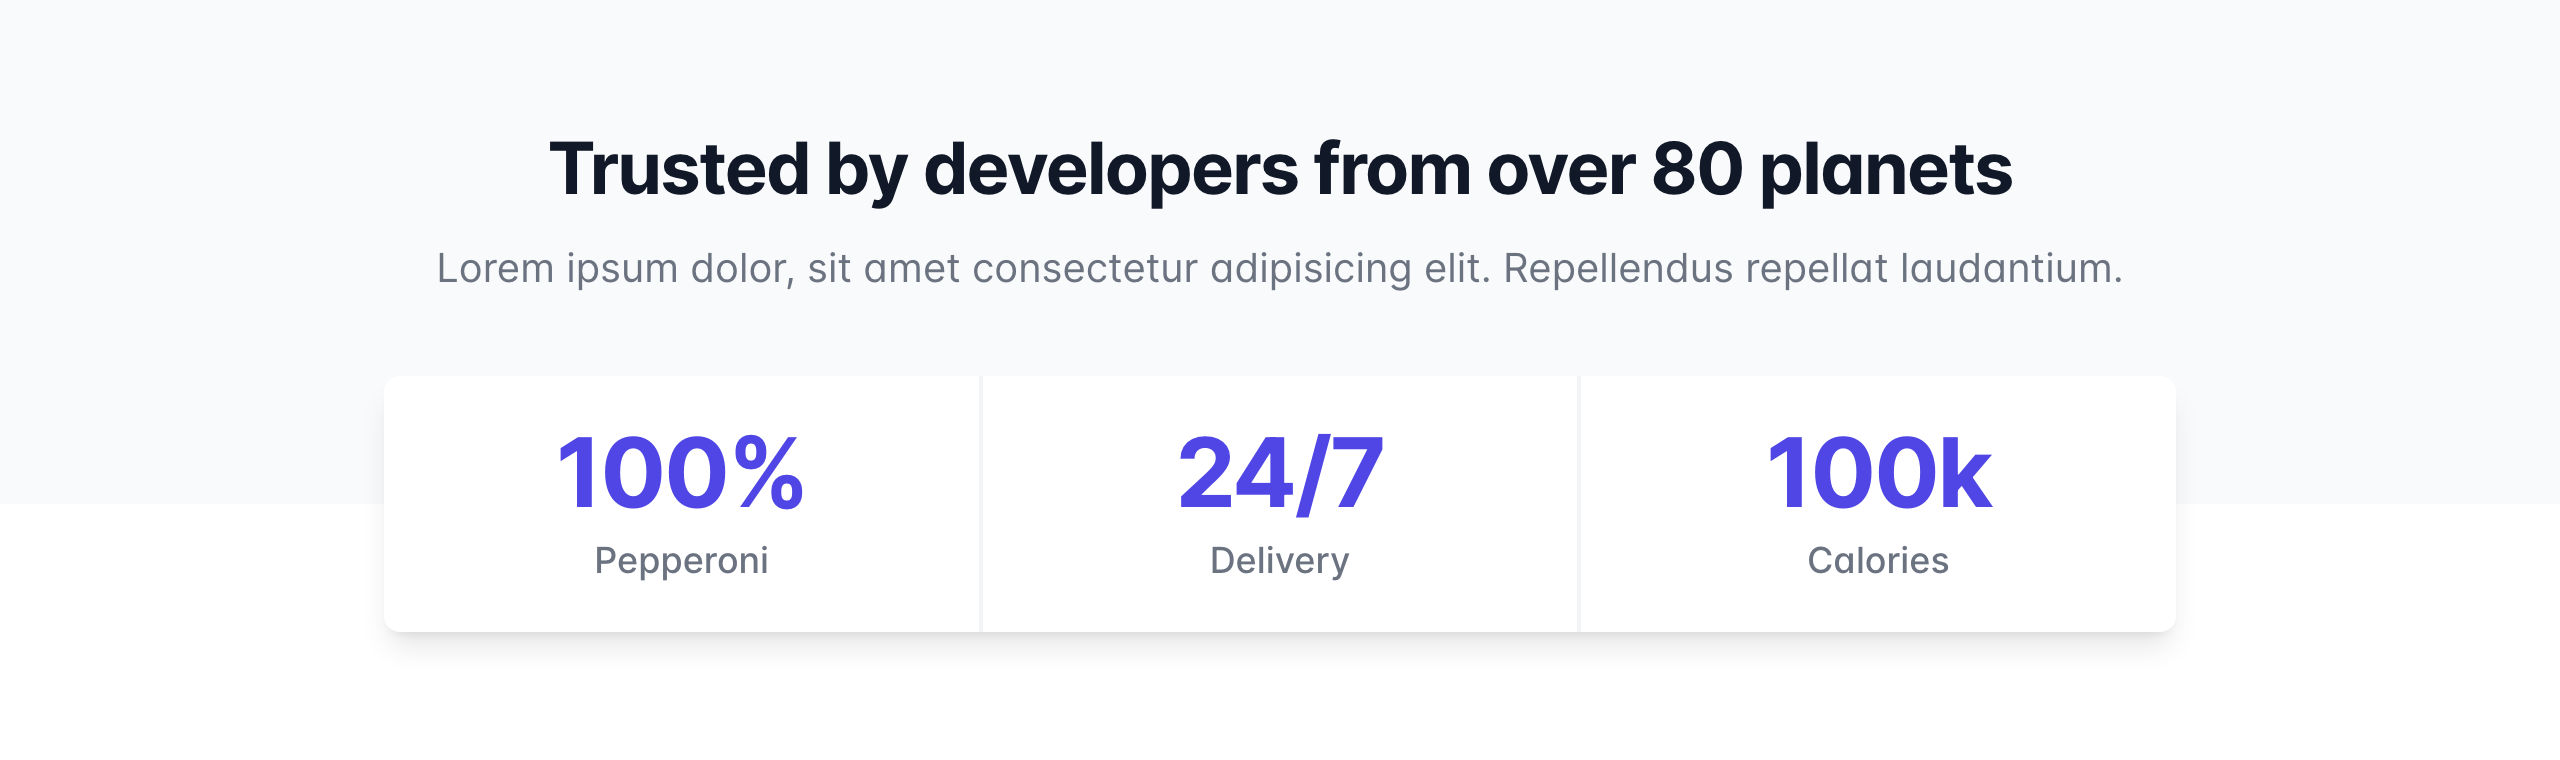 Trusted by developers from over 80 planets
Lorem ipsum dolor, sit amet consectetur adipisicing elit. Repellendus repellat laudantium.
100%
Pepperoni
24/7
Delivery
100k
Calories